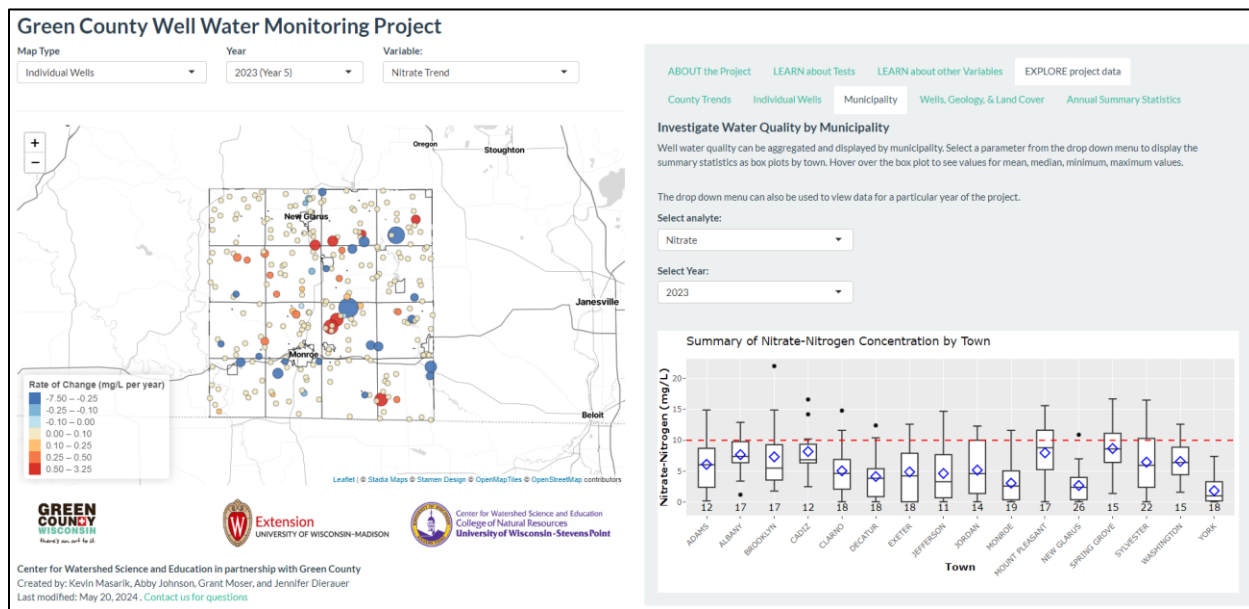 Green County Well Water Monitoring Project
Map Type
Year
Variable:
Individual Wells
2023 (Year 5)
Nitrate Trend
+
−
Oregon
Stoughton
New Glarus
Janesville
Monroe
Beloit
Rate of Change (mg/L per year)
-7.50 – -0.25
-0.25 – -0.10
-0.10 – 0.00
0.00 – 0.10
0.10 – 0.25
0.25 – 0.50
0.50 – 3.25
Leaflet | © Stadia Maps © Stamen Design © OpenMapTiles © OpenStreetMap contributors
GREEN
COUNTY
WISCONSIN
there's an art to it.
Extension
UNIVERSITY OF WISCONSIN-MADISON
Center for Watershed Science and Education
College of Natural Resources
University of Wisconsin - Stevens Point
Center for Watershed Science and Education in partnership with Green County
Created by: Kevin Masarik, Abby Johnson, Grant Moser, and Jennifer Dierauer
Last modified: May 20, 2024 . Contact us for questions
ABOUT the Project
LEARN about Tests
LEARN about other Variables
EXPLORE project data
County Trends
Individual Wells
Municipality
Wells, Geology, & Land Cover
Annual Summary Statistics
Investigate Water Quality by Municipality
Well water quality can be aggregated and displayed by municipality. Select a parameter from the drop down menu to display the
summary statistics as box plots by town. Hover over the box plot to see values for mean, median, minimum, maximum values.
The drop down menu can also be used to view data for a particular year of the project.
Select analyte:
Nitrate
Select Year:
2023
Summary of Nitrate-Nitrogen Concentration by Town
Nitrate-Nitrogen (mg/L)
20
15
10
5
0
12 17 17 12 18 18 18 11 14 19 17 26 15 22 15 18
ADAMS
ALBANY
BROOKLYN
CADIZ
CLARNO
DECATUR
EXETER
JEFFERSON
JORDAN
MONROE
MOUNT PLEASANT
NEW GLARUS
SPRING GROVE
SYLVESTER
WASHINGTON
YORK
Town